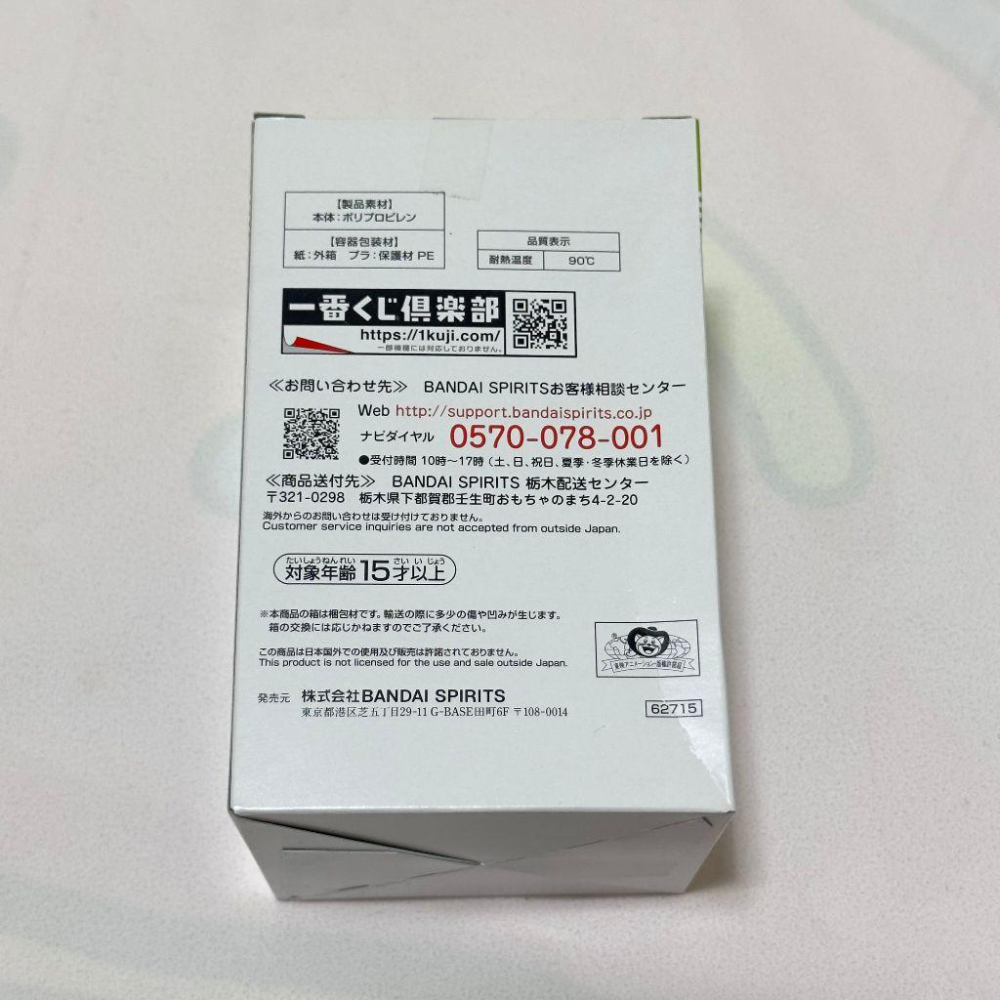 【製品素材】
本体：ポリプロピレン
【容器包装材】
紙：外箱 プラ：保護材 PE
品質表示
耐熱温度 90℃
一番くじ倶楽部
https://1kuji.com/
一部機種には対応しておりません。
≪お問い合わせ先≫ BANDAI SPIRITSお客様相談センター
Web http://support.bandaispirits.co.jp
ナビダイヤル 0570-078-001
●受付時間 10時〜17時（土、日、祝日、夏季・冬季休業日を除く）
≪商品送付先≫ BANDAI SPIRITS 栃木配送センター
〒321-0298 栃木県下都賀郡壬生町おもちゃのまち4-2-20
海外からのお問い合わせは受け付けておりません。
Customer service inquiries are not accepted from outside Japan.
たいしょうねんれい さいいじょう
対象年齢 15才以上
※本商品の箱は梱包材です。輸送の際に多少の傷や凹みが生じます。
箱の交換には応じかねますのでご了承ください。
この商品は日本国外での使用及び販売は許諾されておりません。
This product is not licensed for the use and sale outside Japan.
東映アニメーション・版権許諾証
発売元 株式会社BANDAI SPIRITS
東京都港区芝五丁目29-11 G-BASE田町6F 〒108-0014
62715